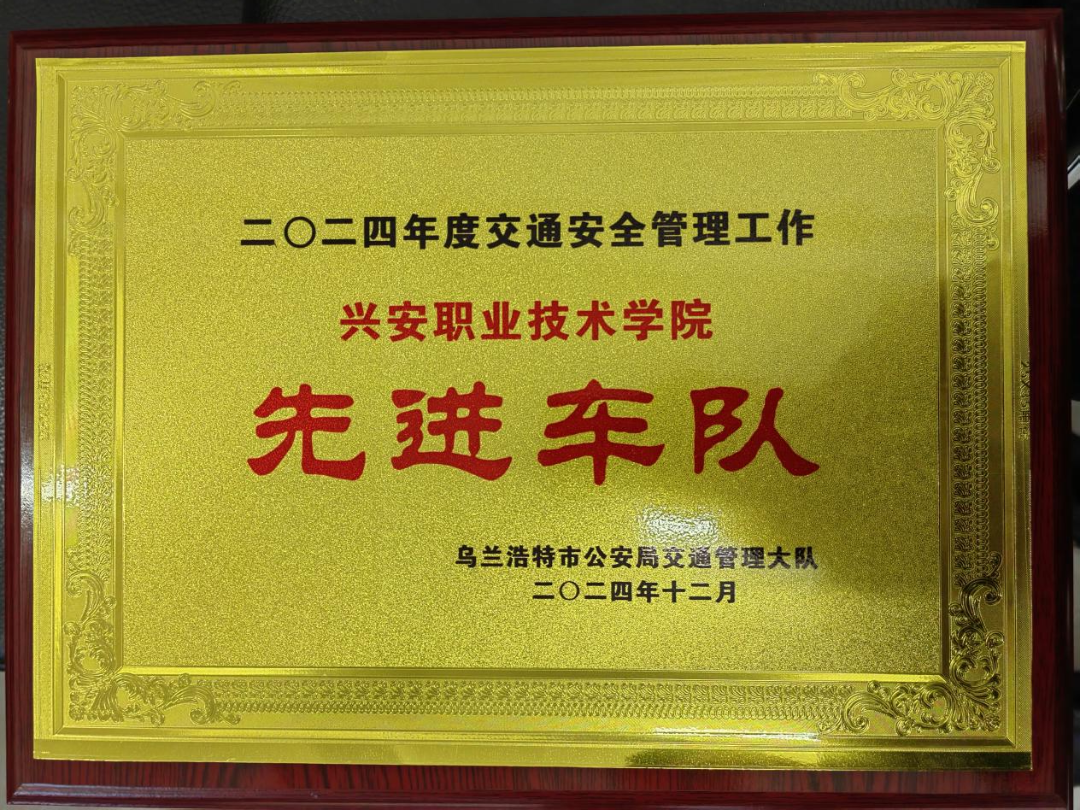 二〇二四年度交通安全管理工作
兴安职业技术学院
先进车队
乌兰浩特市公安局交通管理大队
二〇二四年十二月